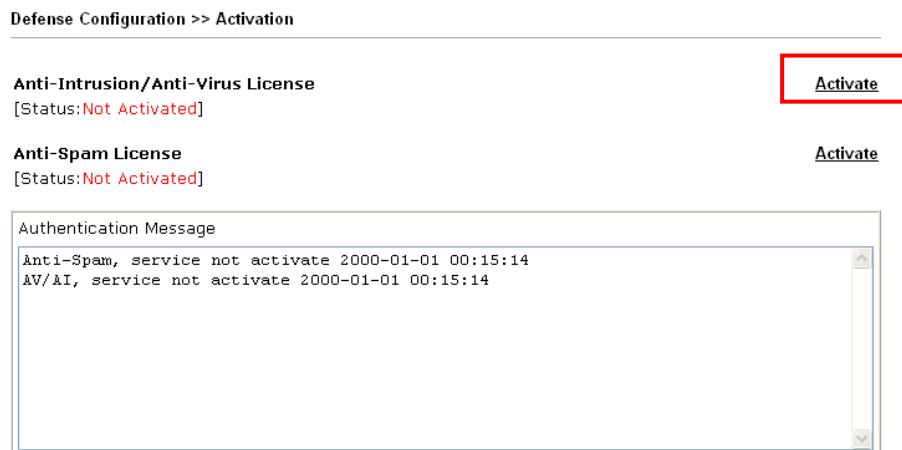 Defense Configuration >> Activation
Anti-Intrusion/Anti-Virus License Activate
[Status:Not Activated]
Anti-Spam License Activate
[Status:Not Activated]
Authentication Message
Anti-Spam, service not activate 2000-01-01 00:15:14
AV/AI, service not activate 2000-01-01 00:15:14